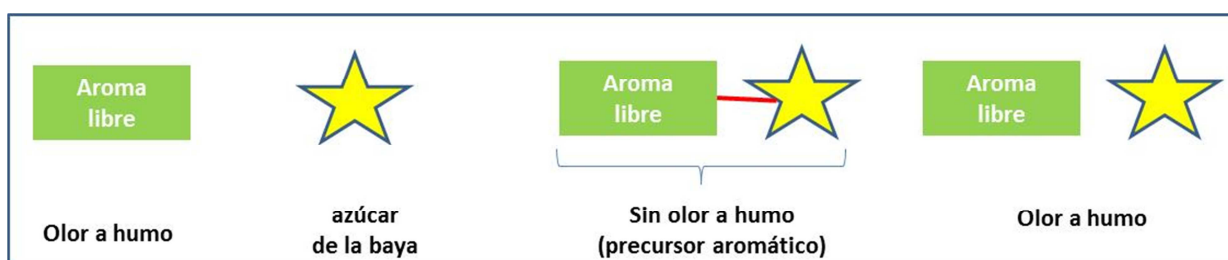 Aroma
libre
Olor a humo
azúcar
de la baya
Aroma
libre
Sin olor a humo
(precursor aromático)
Aroma
libre
Olor a humo